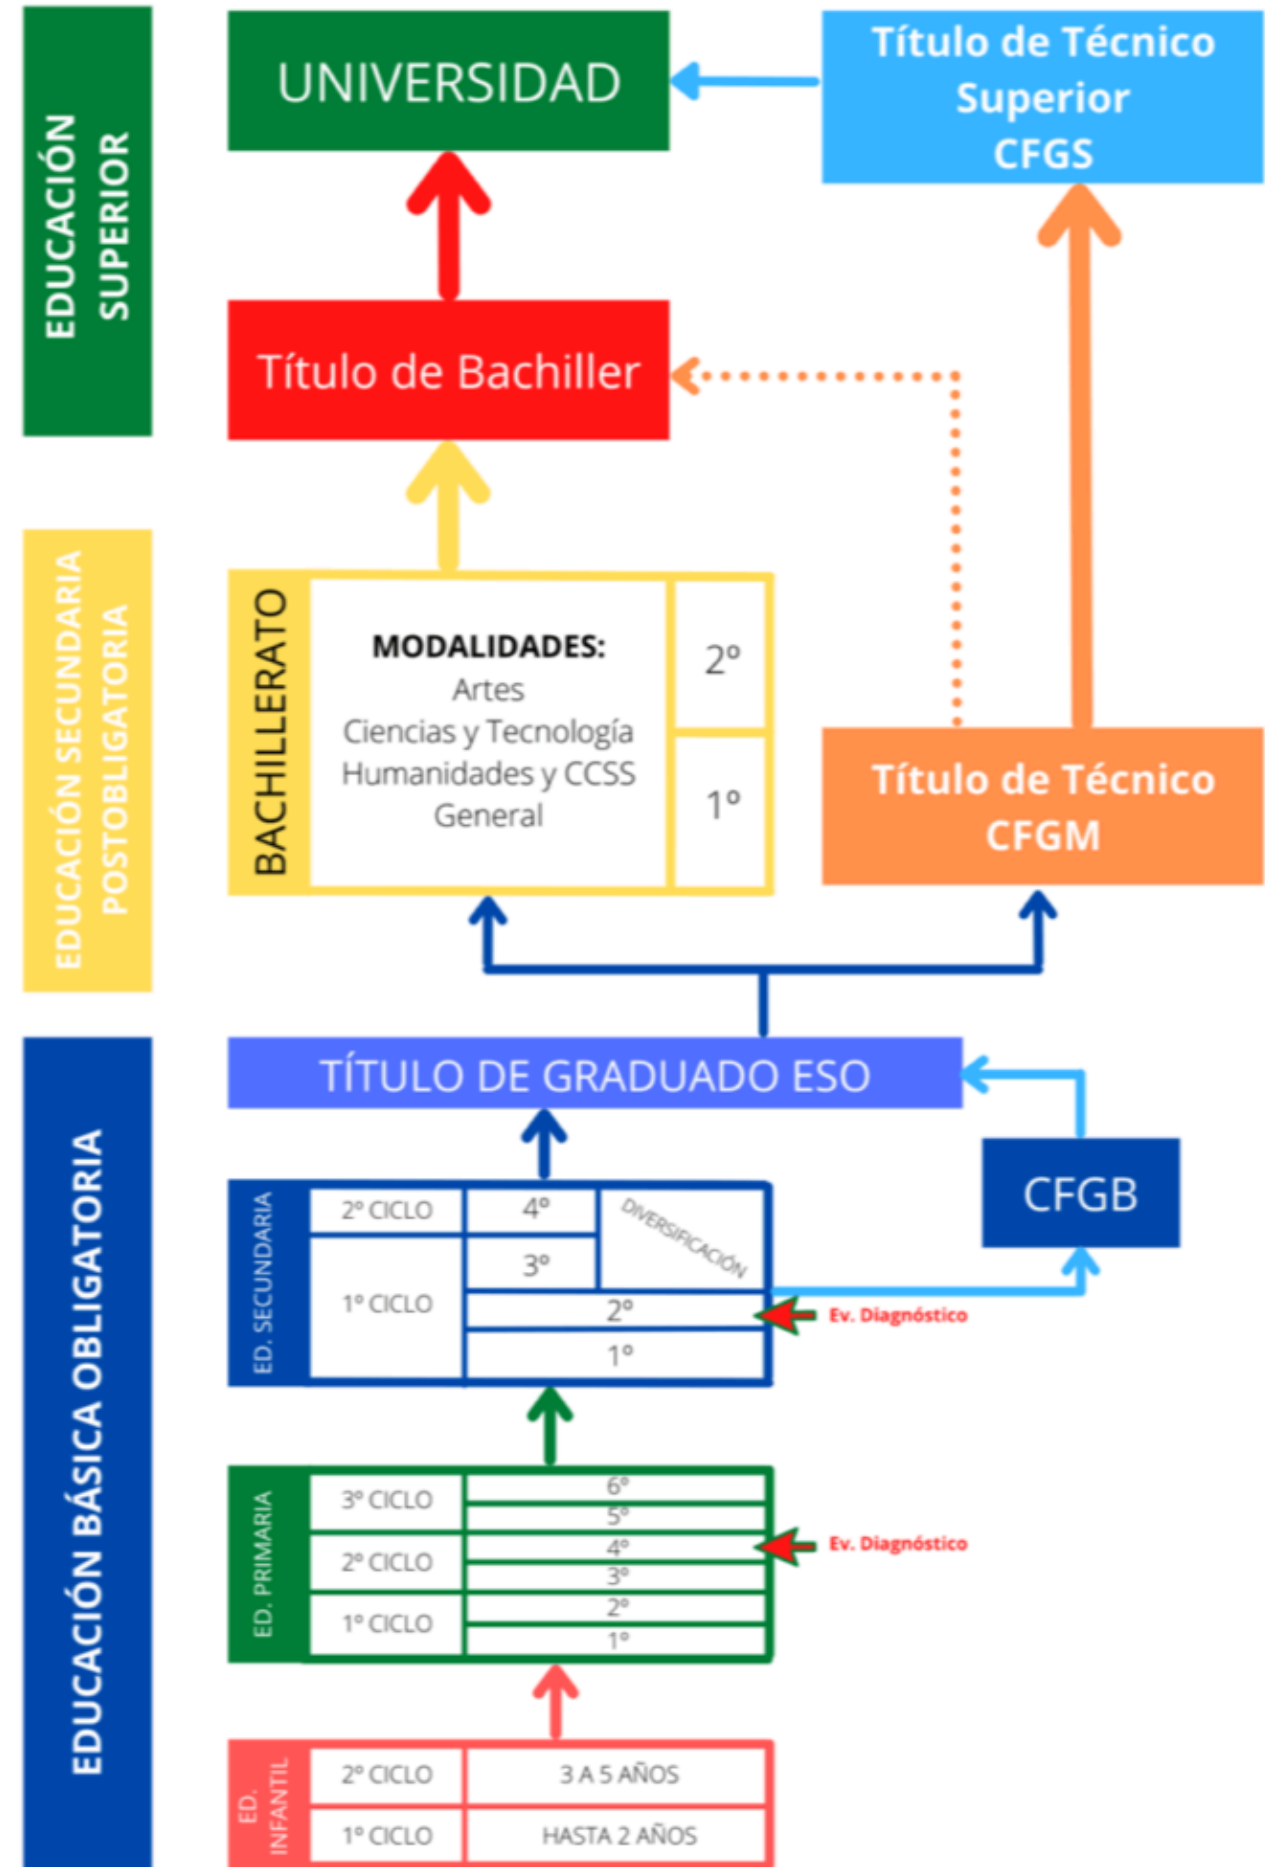 EDUCACIÓN
SUPERIOR
UNIVERSIDAD
Título de Técnico
Superior
CFGS
Título de Bachiller
EDUCACIÓN SECUNDARIA
POSTOBLIGATORIA
BACHILLERATO
MODALIDADES:
Artes
Ciencias y Tecnología
Humanidades y CCSS
General
2º
1º
Título de Técnico
CFGM
EDUCACIÓN BÁSICA OBLIGATORIA
TÍTULO DE GRADUADO ESO
CFGB
ED. SECUNDARIA
2º CICLO
4º
DIVERSIFICACIÓN
3º
1º CICLO
2º
Ev. Diagnóstico
1º
ED. PRIMARIA
3º CICLO
6º
5º
2º CICLO
4º
Ev. Diagnóstico
3º
1º CICLO
2º
1º
ED.
INFANTIL
2º CICLO
3 A 5 AÑOS
1º CICLO
HASTA 2 AÑOS